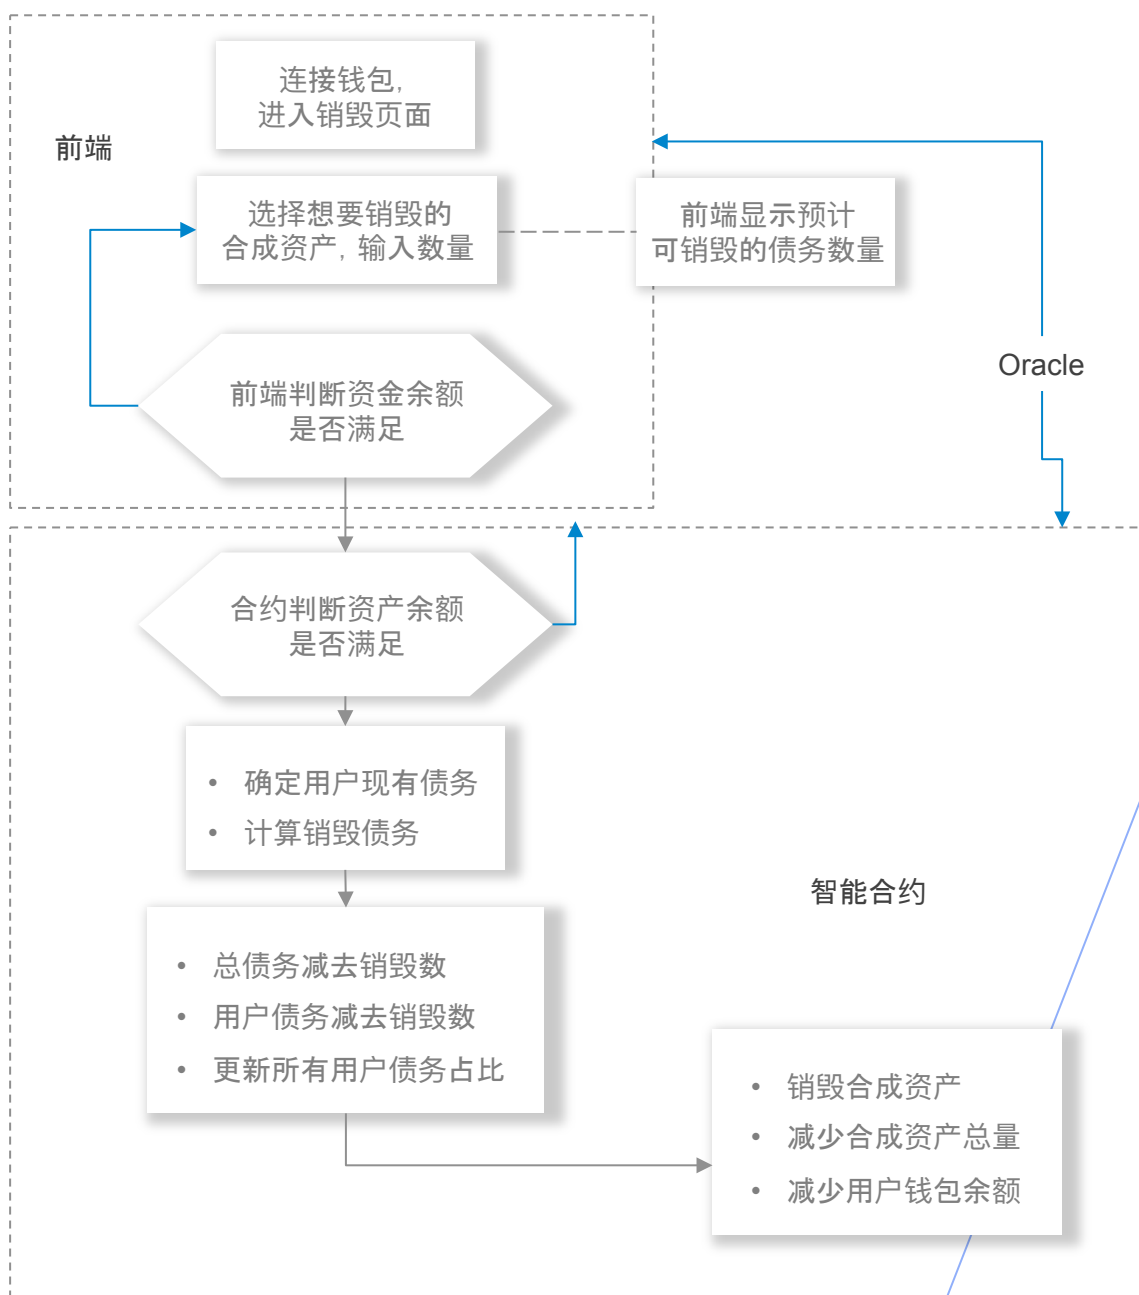 连接钱包,
进入销毁页面
前端
选择想要销毁的
合成资产, 输入数量
前端显示预计
可销毁的债务数量
Oracle
前端判断资金余额
是否满足
合约判断资产余额
是否满足
• 确定用户现有债务
• 计算销毁债务
智能合约
• 总债务减去销毁数
• 用户债务减去销毁数
• 更新所有用户债务占比
• 销毁合成资产
• 减少合成资产总量
• 减少用户钱包余额